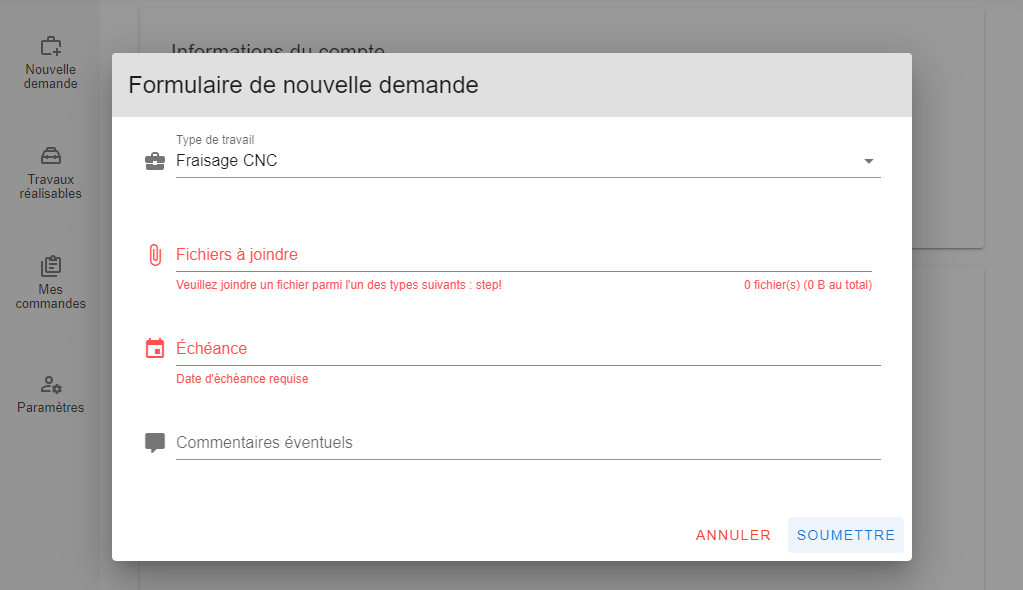 Nouvelle
demande
Travaux
réalisables
Mes
commandes
Paramètres
Informations du compte
Formulaire de nouvelle demande
Type de travail
Fraisage CNC
Fichiers à joindre
Veuillez joindre un fichier parmi l'un des types suivants : step!
0 fichier(s) (0 B au total)
Échéance
Date d'échéance requise
Commentaires éventuels
ANNULER
SOUMETTRE